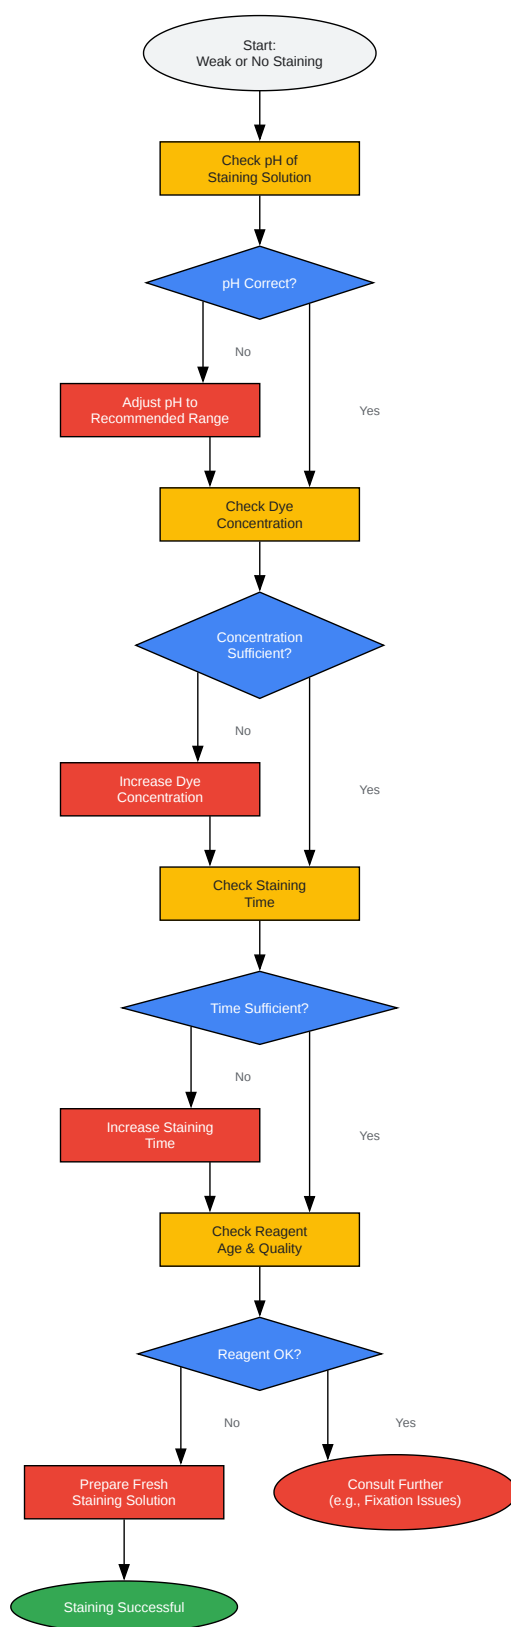 Start:
Weak or No Staining
Check pH of
Staining Solution
pH Correct?
No
Yes
Adjust pH to
Recommended Range
Check Dye
Concentration
Concentration
Sufficient?
No
Yes
Increase Dye
Concentration
Check Staining
Time
Time Sufficient?
No
Yes
Increase Staining
Time
Check Reagent
Age & Quality
Reagent OK?
No
Yes
Prepare Fresh
Staining Solution
Consult Further
(e.g., Fixation Issues)
Staining Successful